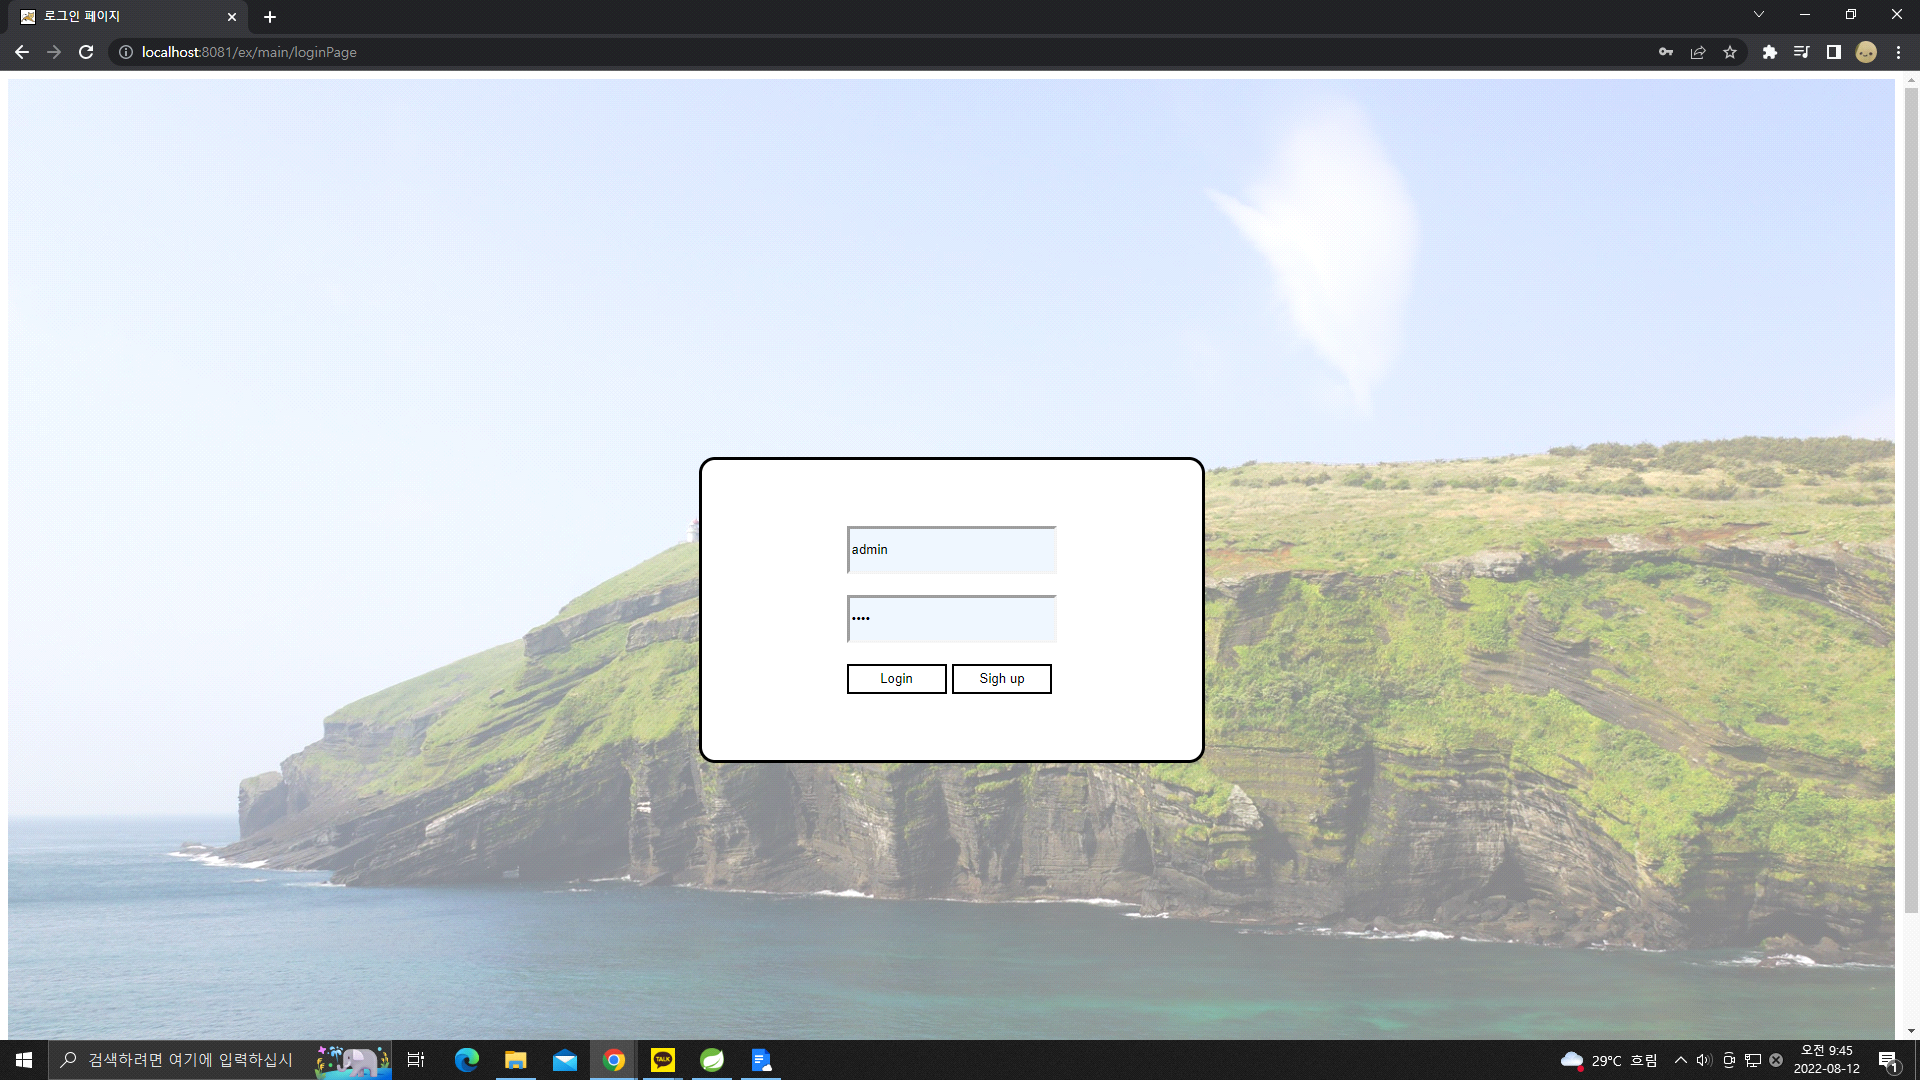 로그인 페이지
localhost:8081/ex/main/loginPage
admin
••••
Login
Sigh up
검색하려면 여기에 입력하십시
TALK
29°C 흐림
오전 9:45
2022-08-12
1